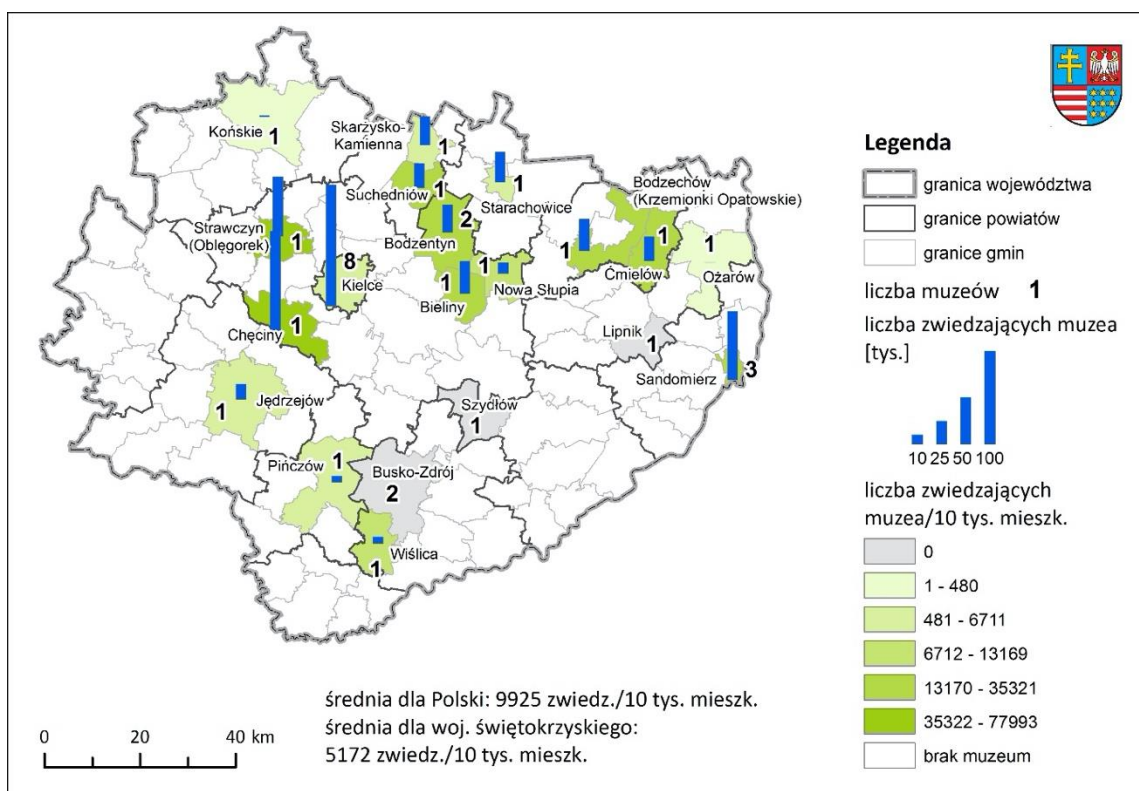 Końskie
1
Skarżysko-
Kamienna
1
Suchedniów
1
Starachowice
1
Bodzechów
(Krzemionki Opatowskie)
1
Strawczyn
(Oblęgorek)
1
Bodzentyn
2
8
Kielce
1
Bieliny
1
Nowa Słupia
Ćmielów
1
1
Ożarów
Chęciny
1
Lipnik
1
Sandomierz
3
Jędrzejów
1
Szydłów
1
Pińczów
1
Busko-Zdrój
2
Wiślica
1
Legenda
granica województwa
granice powiatów
granice gmin
liczba muzeów 1
liczba zwiedzających muzea
[tys.]
10 25 50 100
liczba zwiedzających
muzea/10 tys. mieszk.
0
1 - 480
481 - 6711
6712 - 13169
13170 - 35321
35322 - 77993
brak muzeum
średnia dla Polski: 9925 zwiedz./10 tys. mieszk.
średnia dla woj. świętokrzyskiego:
5172 zwiedz./10 tys. mieszk.
0 20 40 km